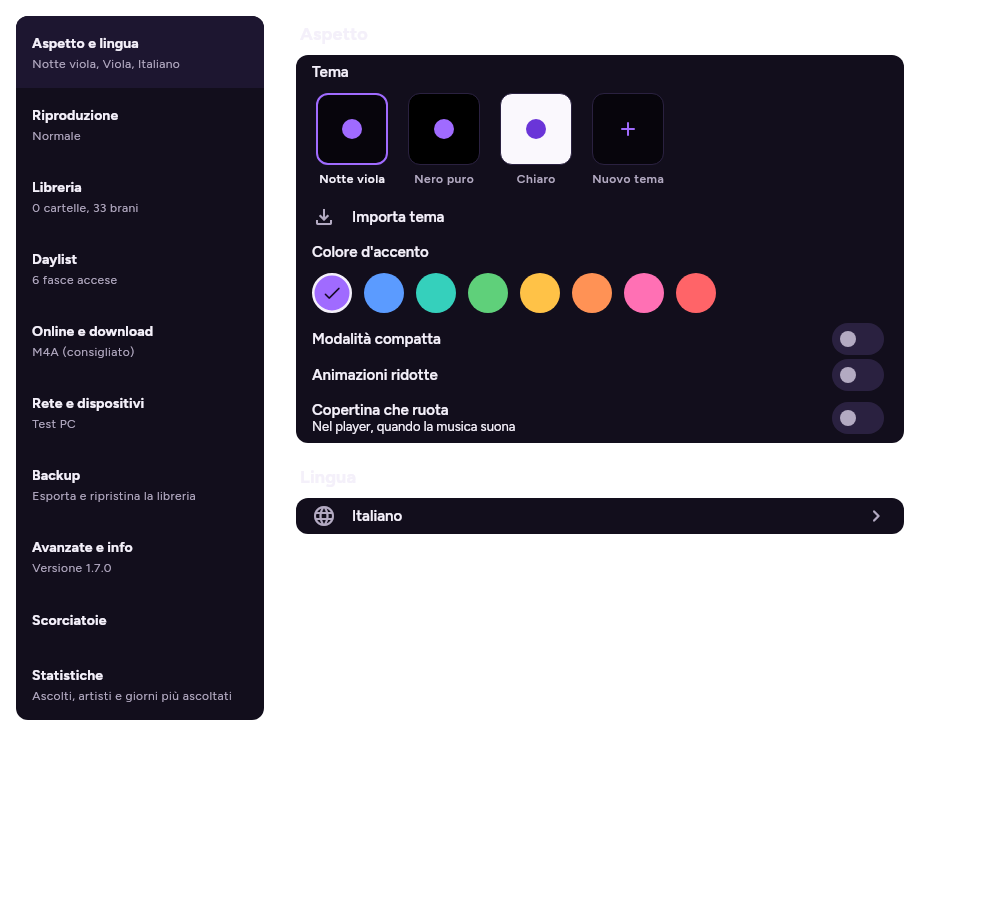 Aspetto e lingua
Notte viola, Viola, Italiano
Riproduzione
Normale
Libreria
0 cartelle, 33 brani
Daylist
6 fasce accese
Online e download
M4A (consigliato)
Rete e dispositivi
Test PC
Backup
Esporta e ripristina la libreria
Avanzate e info
Versione 1.7.0
Scorciatoie
Statistiche
Ascolti, artisti e giorni più ascoltati
Aspetto
Tema
Notte viola
Nero puro
Chiaro
Nuovo tema
Importa tema
Colore d'accento
Modalità compatta
Animazioni ridotte
Copertina che ruota
Nel player, quando la musica suona
Lingua
Italiano